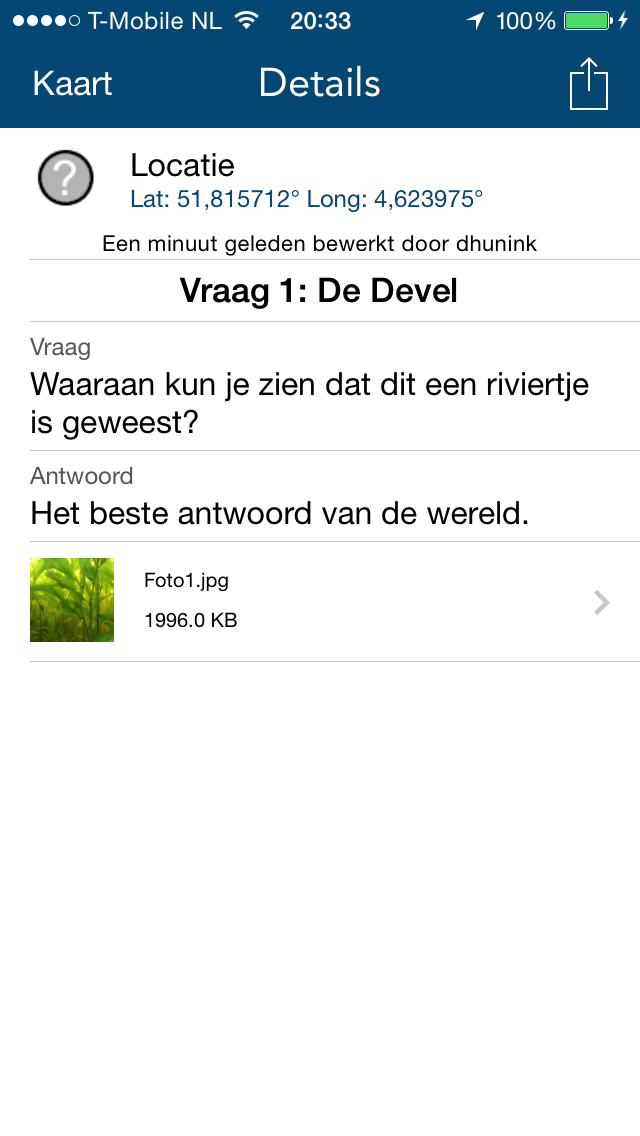 T-Mobile NL 20:33 100%
Kaart Details
?
Locatie
Lat: 51,815712° Long: 4,623975°
Een minuut geleden bewerkt door dhunink
Vraag 1: De Devel
Vraag
Waaraan kun je zien dat dit een riviertje
is geweest?
Antwoord
Het beste antwoord van de wereld.
Foto1.jpg
1996.0 KB